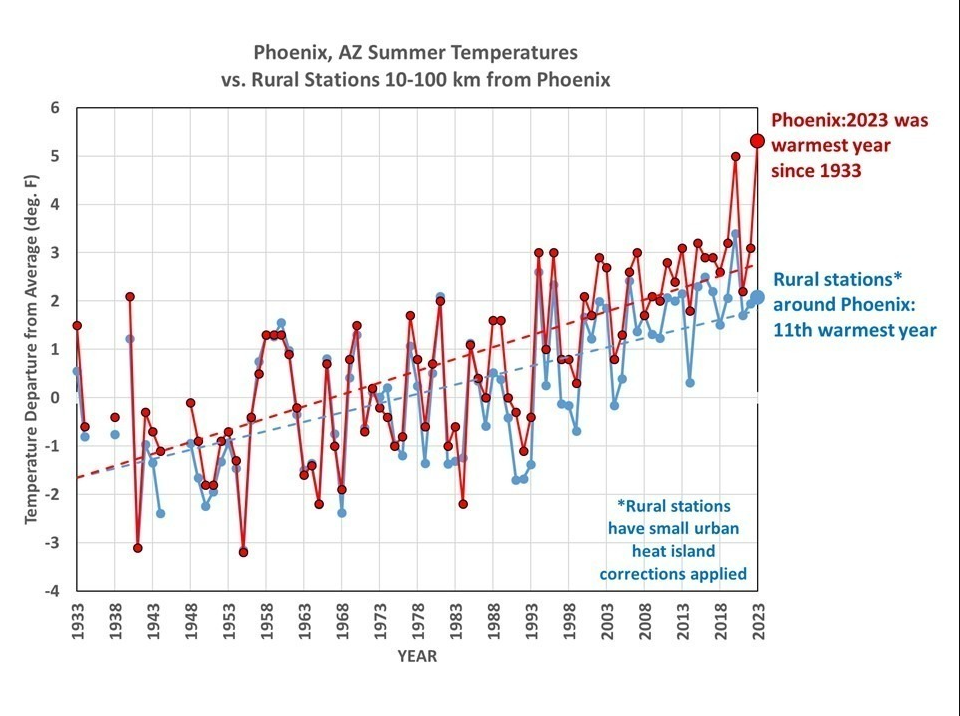 Phoenix, AZ Summer Temperatures
vs. Rural Stations 10-100 km from Phoenix
Temperature Departure from Average (deg. F)
6
5
4
3
2
1
0
-1
-2
-3
-4
Phoenix:2023 was
warmest year
since 1933
Rural stations*
around Phoenix:
11th warmest year
*Rural stations
have small urban
heat island
corrections applied
1933
1938
1943
1948
1953
1958
1963
1968
1973
1978
1983
1988
1993
1998
2003
2008
2013
2018
2023
YEAR